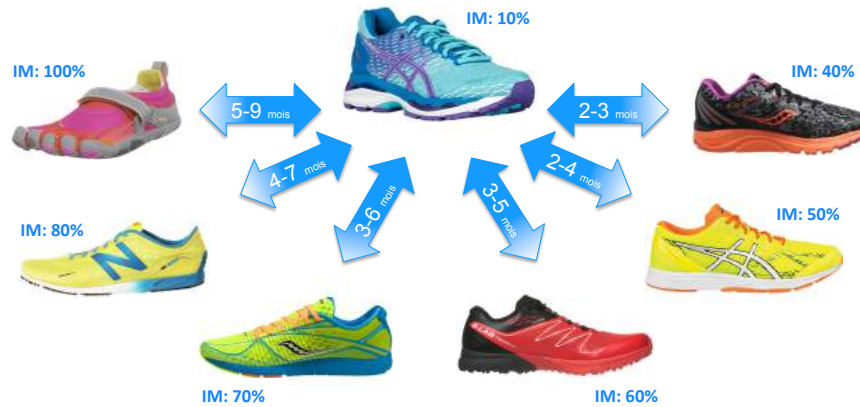 IM: 10%
IM: 100%
IM: 40%
5-9 mois
2-3 mois
4-7 mois
2-4 mois
3-6 mois
3-5 mois
IM: 80%
IM: 50%
N
IM: 70%
IM: 60%